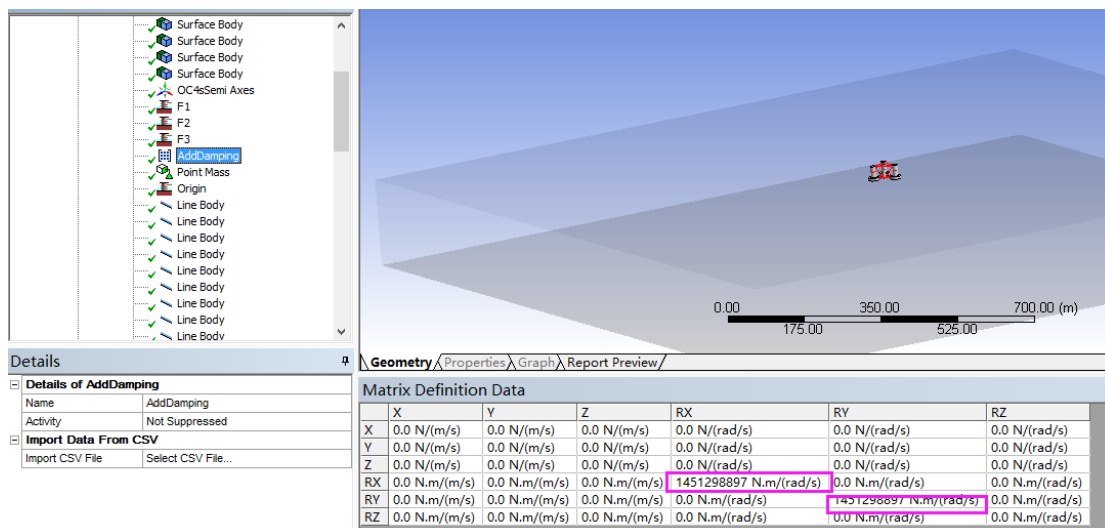 Surface Body
Surface Body
Surface Body
Surface Body
OC4sSemi Axes
F1
F2
F3
AddDamping
Point Mass
Origin
Line Body
Line Body
Line Body
Line Body
Line Body
Line Body
Line Body
Line Body
Line Body
Details
Details of AddDamping
Name AddDamping
Activity Not Suppressed
Import Data From CSV
Import CSV File Select CSV File...
0.00 350.00 700.00 (m)
175.00 525.00
Geometry Properties Graph Report Preview
Matrix Definition Data
X Y Z RX RY RZ
X 0.0 N/(m/s) 0.0 N/(m/s) 0.0 N/(m/s) 0.0 N/(rad/s) 0.0 N/(rad/s) 0.0 N/(rad/s)
Y 0.0 N/(m/s) 0.0 N/(m/s) 0.0 N/(m/s) 0.0 N/(rad/s) 0.0 N/(rad/s) 0.0 N/(rad/s)
Z 0.0 N/(m/s) 0.0 N/(m/s) 0.0 N/(m/s) 0.0 N/(rad/s) 0.0 N/(rad/s) 0.0 N/(rad/s)
RX 0.0 N.m/(m/s) 0.0 N.m/(m/s) 0.0 N.m/(m/s) 1451298897 N.m/(rad/s) 0.0 N.m/(rad/s) 0.0 N.m/(rad/s)
RY 0.0 N.m/(m/s) 0.0 N.m/(m/s) 0.0 N.m/(m/s) 0.0 N.m/(rad/s) 1451298897 N.m/(rad/s) 0.0 N.m/(rad/s)
RZ 0.0 N.m/(m/s) 0.0 N.m/(m/s) 0.0 N.m/(m/s) 0.0 N.m/(rad/s) 0.0 N.m/(rad/s) 0.0 N.m/(rad/s)